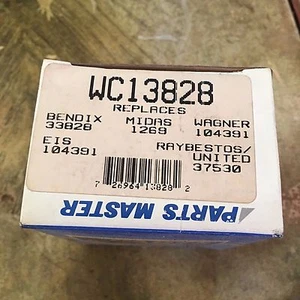 WC13828
REPLACES
BENDIX MIDAS WAGNER
33828 1269 104391
EIS RAYBESTOS/
104391 UNITED
37530
7 26964 13828 2
PARTS MASTER